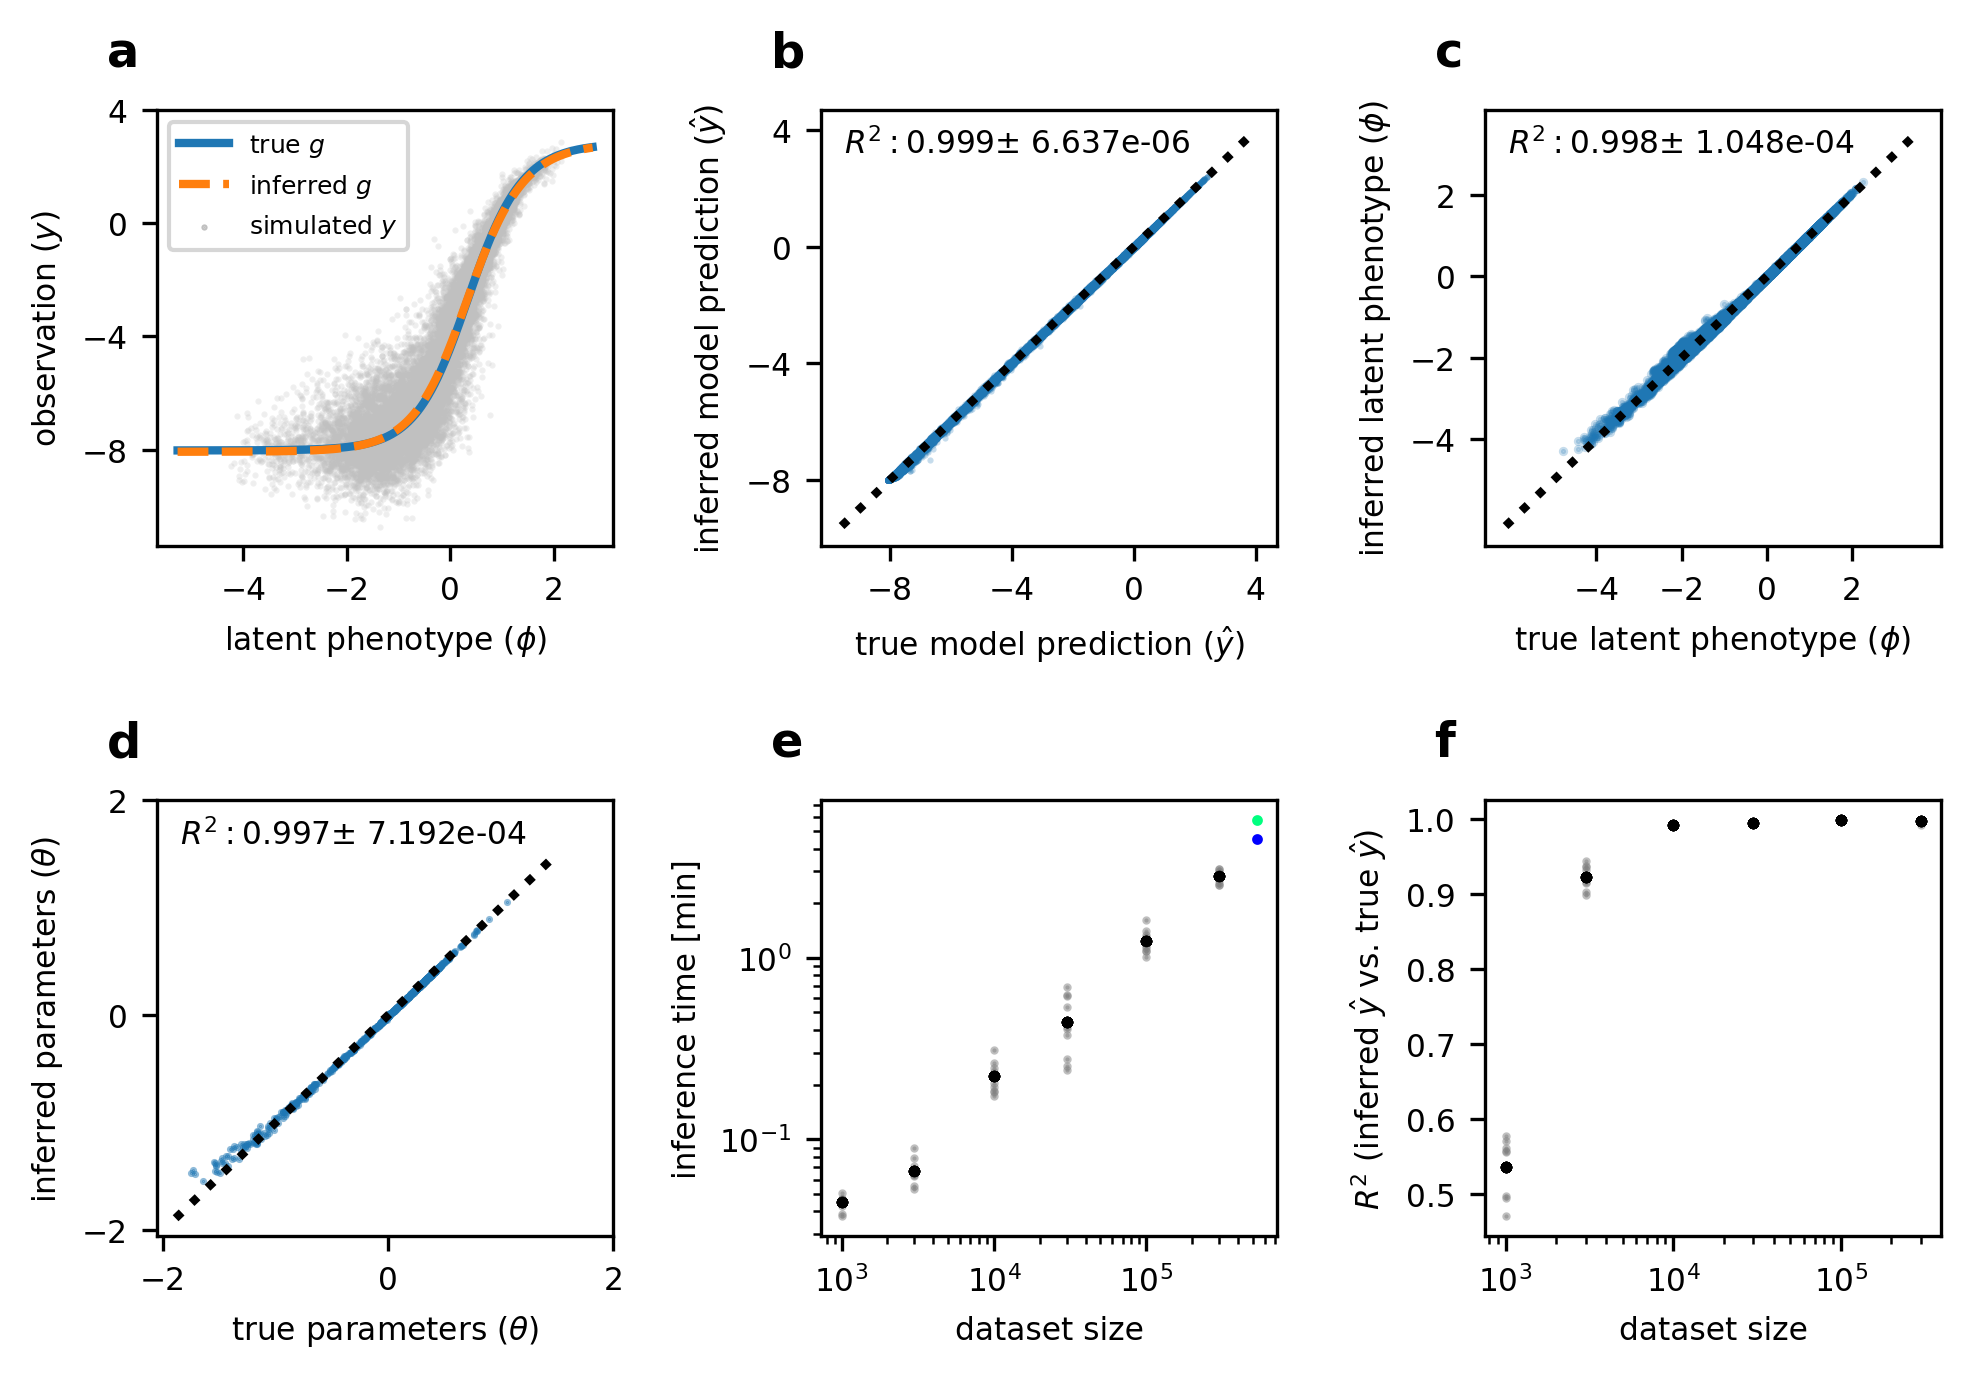 a
4
0
−4
−8
observation (y)
true g
inferred g
simulated y
−4
−2
0
2
latent phenotype (ϕ)
b
4
0
−4
−8
inferred model prediction (ŷ)
R²: 0.999± 6.637e-06
−8
−4
0
4
true model prediction (ŷ)
c
2
0
−2
−4
inferred latent phenotype (ϕ)
R²: 0.998± 1.048e-04
−4
−2
0
2
true latent phenotype (ϕ)
d
2
0
−2
inferred parameters (θ)
R²: 0.997± 7.192e-04
−2
0
2
true parameters (θ)
e
10⁰
10⁻¹
inference time [min]
10³
10⁴
10⁵
dataset size
f
1.0
0.9
0.8
0.7
0.6
0.5
R² (inferred ŷ vs. true ŷ)
10³
10⁴
10⁵
dataset size